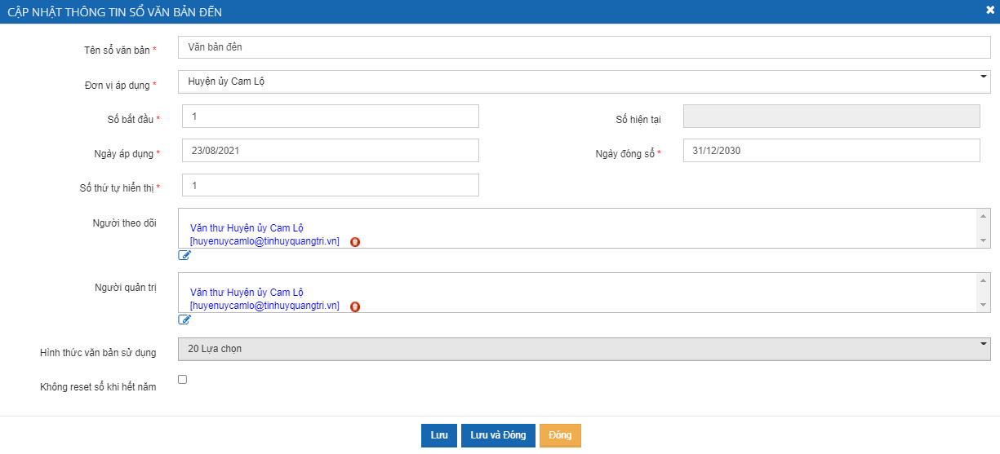 CẬP NHẬT THÔNG TIN SỔ VĂN BẢN ĐẾN
Tên sổ văn bản * Văn bản đến
Đơn vị áp dụng * Huyện ủy Cam Lộ
Số bắt đầu * 1 Số hiện tại
Ngày áp dụng * 23/08/2021 Ngày đóng sổ * 31/12/2030
Số thứ tự hiển thị * 1
Người theo dõi Văn thư Huyện ủy Cam Lộ
[huyenuycamlo@tinhuyquangtri.vn]
Người quản trị Văn thư Huyện ủy Cam Lộ
[huyenuycamlo@tinhuyquangtri.vn]
Hình thức văn bản sử dụng 20 Lựa chọn
Không reset sổ khi hết năm
Lưu Lưu và Đóng Đóng